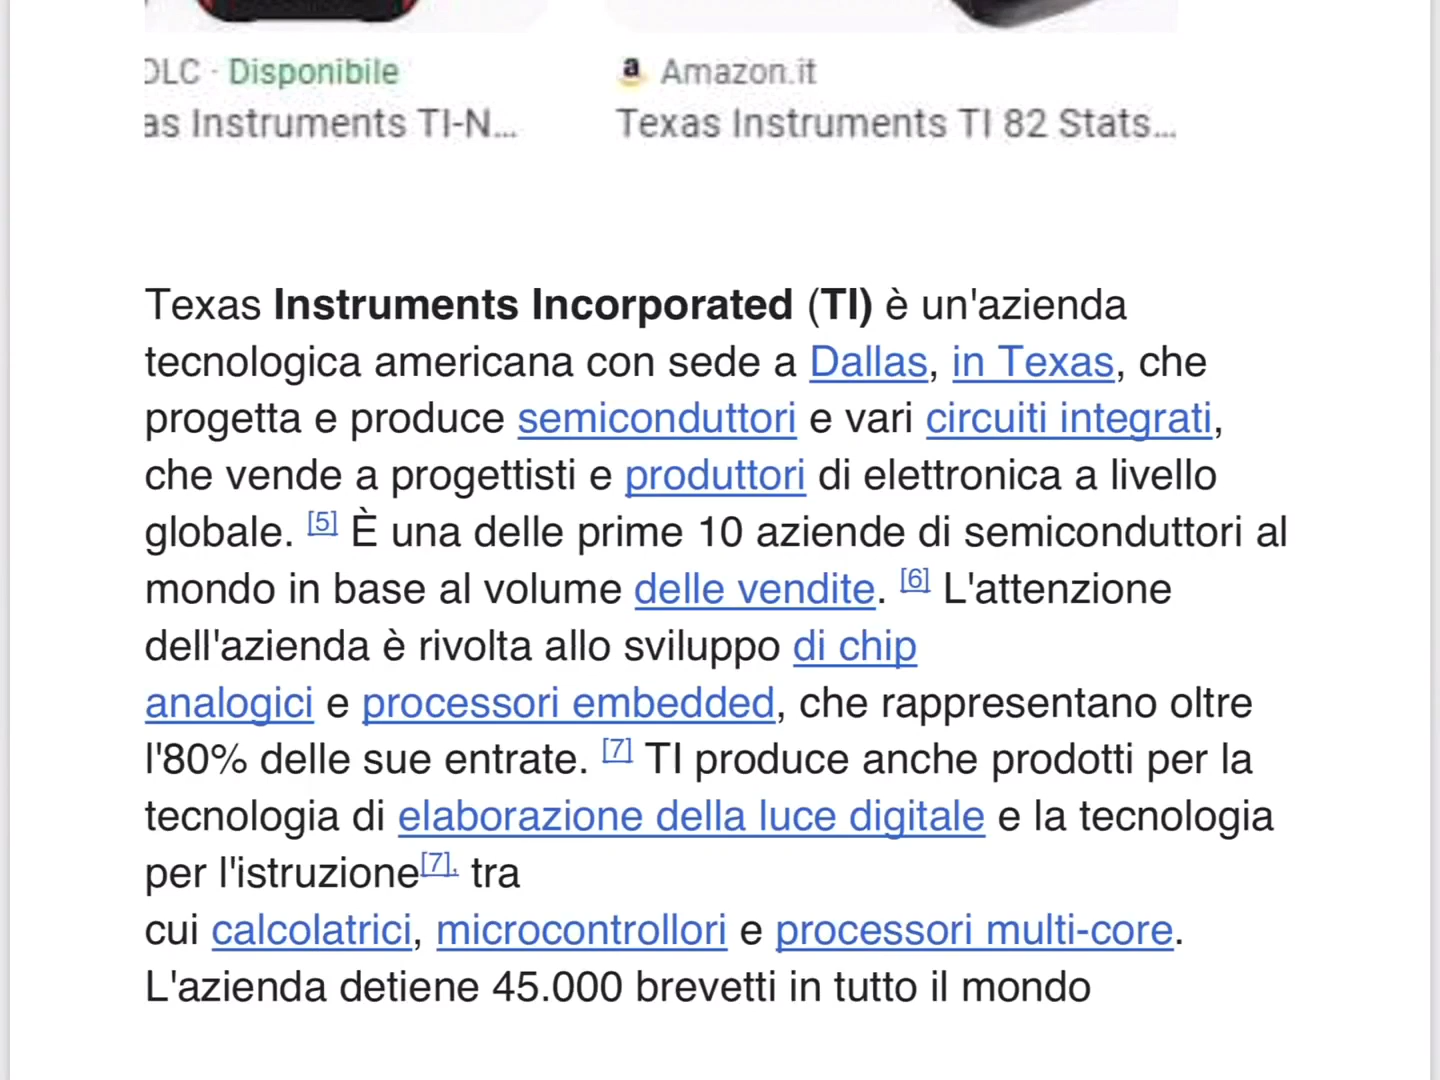 OLC · Disponibile
as Instruments TI-N...
Amazon.it
Texas Instruments TI 82 Stats...
Texas Instruments Incorporated (TI) è un'azienda
tecnologica americana con sede a Dallas, in Texas, che
progetta e produce semiconduttori e vari circuiti integrati,
che vende a progettisti e produttori di elettronica a livello
globale. [5] È una delle prime 10 aziende di semiconduttori al
mondo in base al volume delle vendite. [6] L'attenzione
dell'azienda è rivolta allo sviluppo di chip
analogici e processori embedded, che rappresentano oltre
l'80% delle sue entrate. [7] TI produce anche prodotti per la
tecnologia di elaborazione della luce digitale e la tecnologia
per l'istruzione[7], tra
cui calcolatrici, microcontrollori e processori multi-core.
L'azienda detiene 45.000 brevetti in tutto il mondo